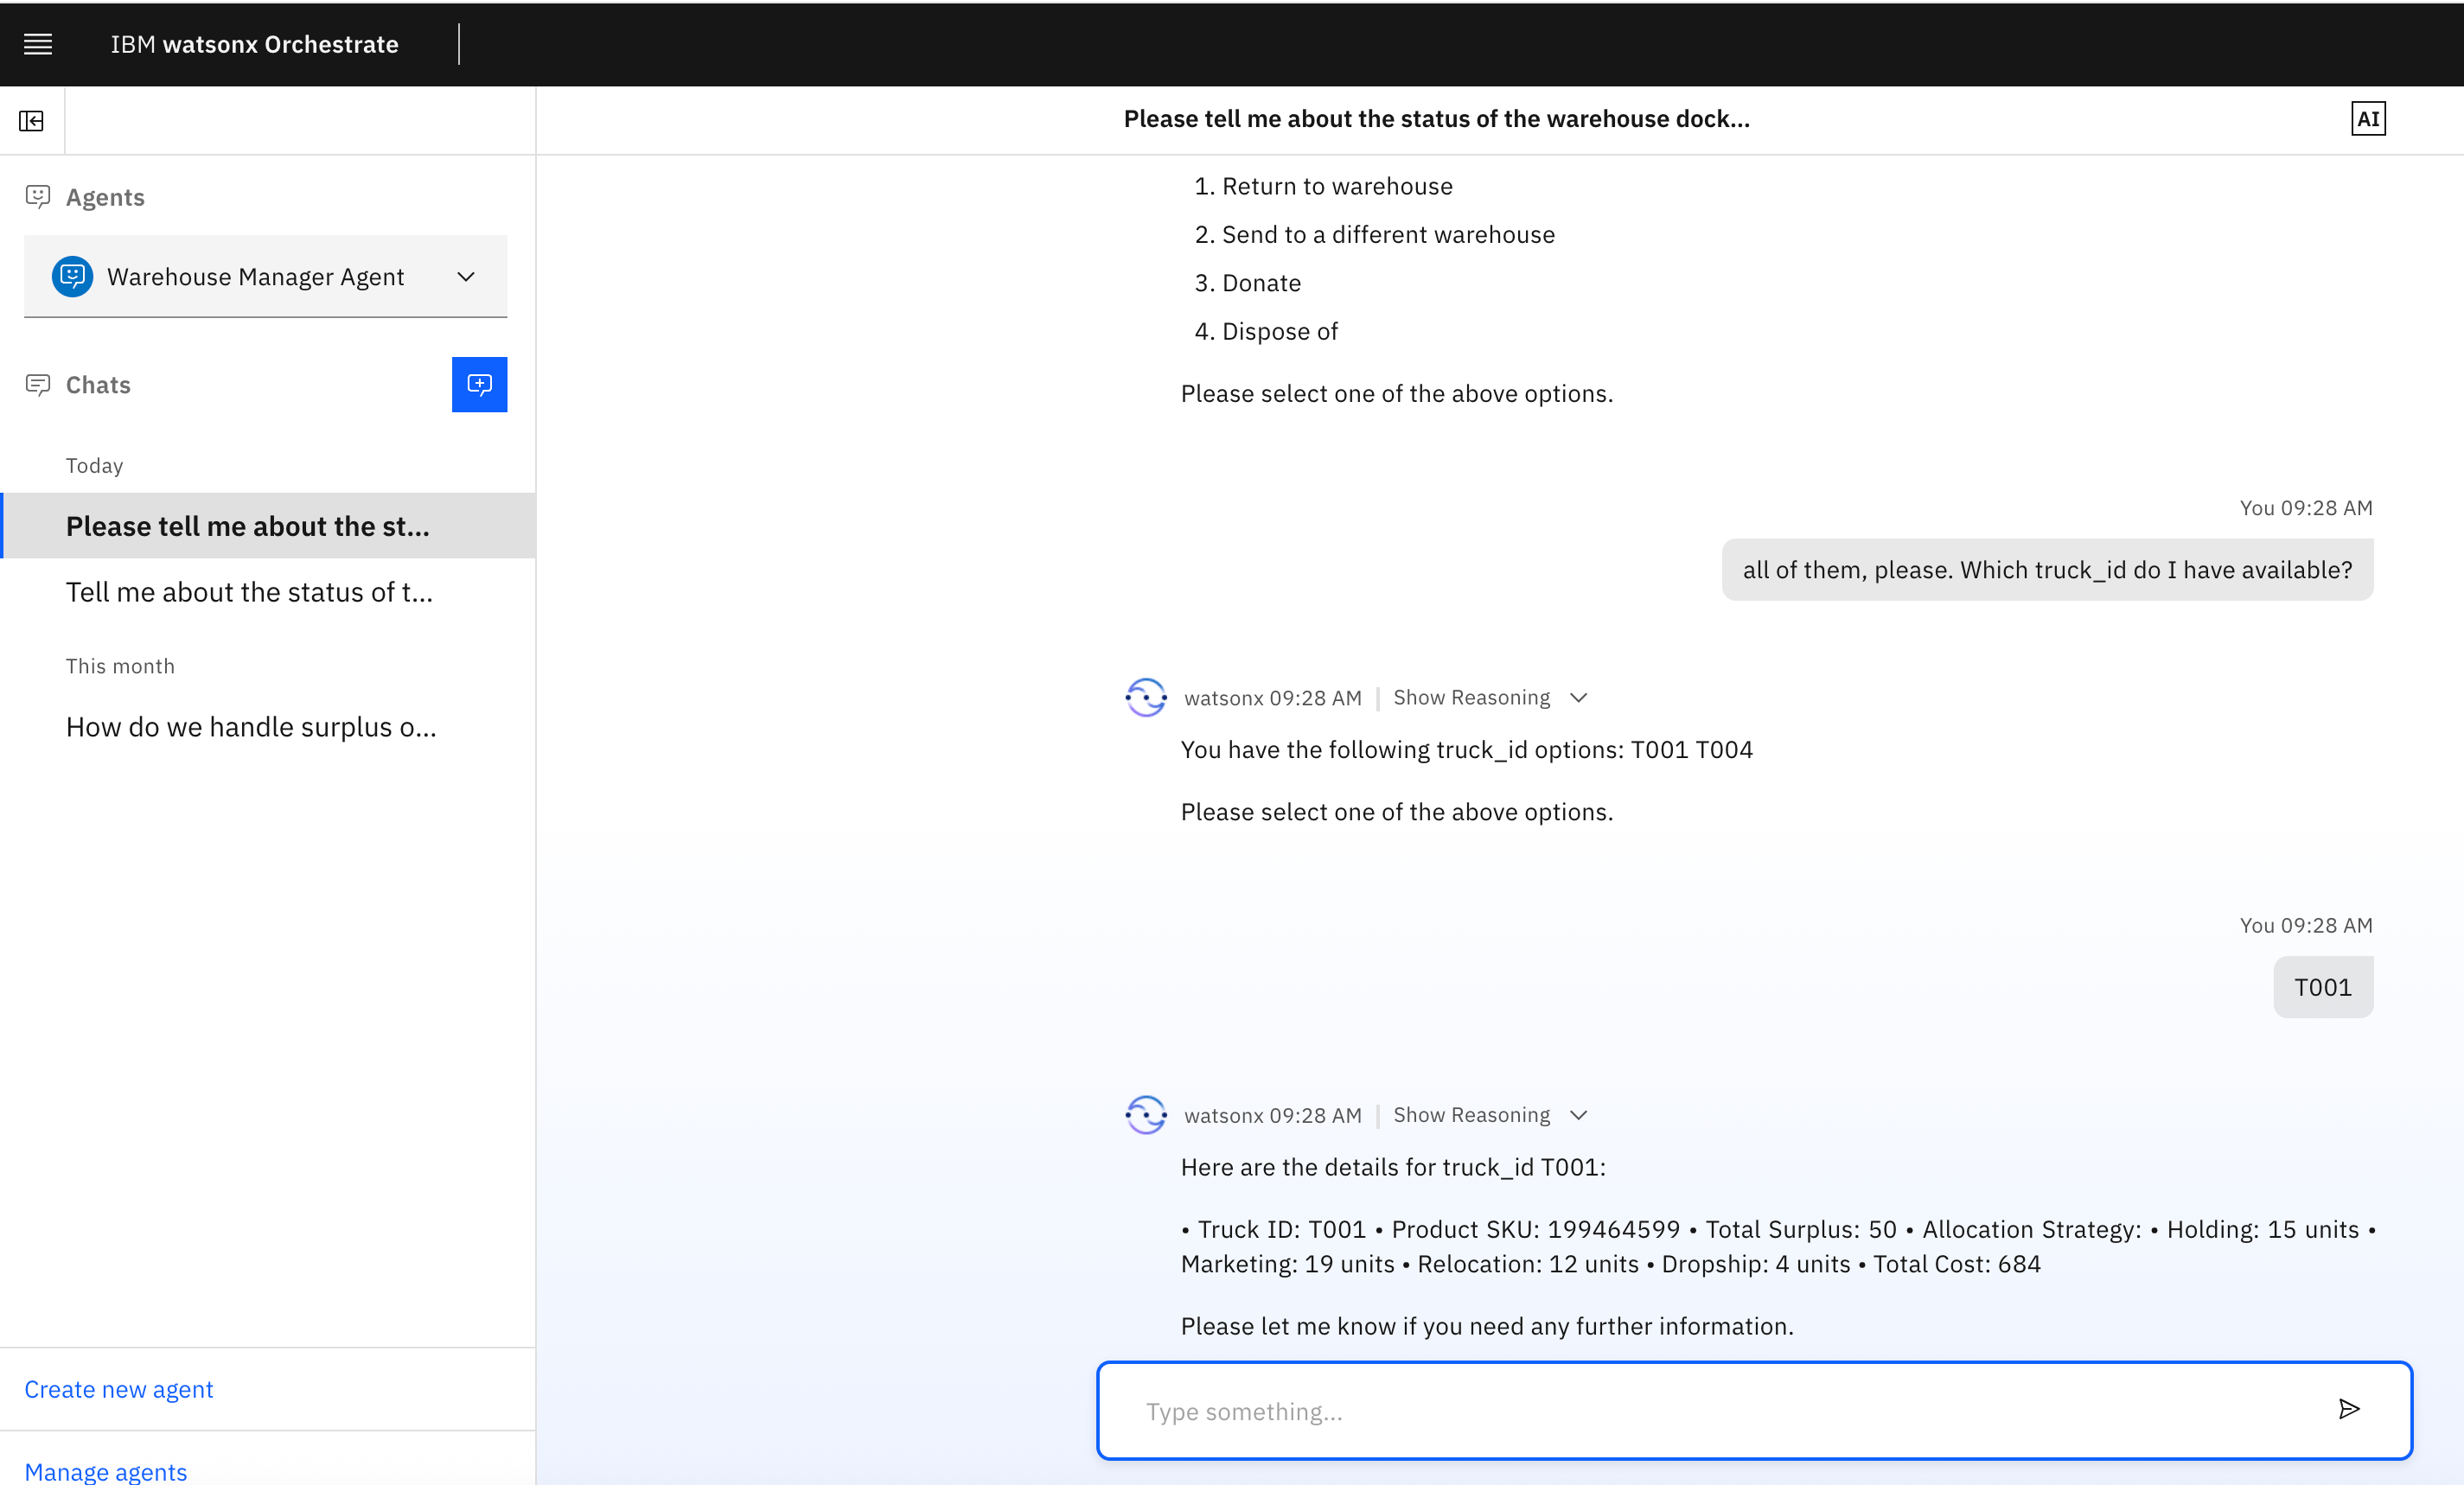 IBM watsonx Orchestrate
Please tell me about the status of the warehouse dock...
AI
Agents
Warehouse Manager Agent
Chats
Today
Please tell me about the st...
Tell me about the status of t...
This month
How do we handle surplus o...
Create new agent
Manage agents
1. Return to warehouse
2. Send to a different warehouse
3. Donate
4. Dispose of
Please select one of the above options.
You 09:28 AM
all of them, please. Which truck_id do I have available?
watsonx 09:28 AM | Show Reasoning
You have the following truck_id options: T001 T004
Please select one of the above options.
You 09:28 AM
T001
watsonx 09:28 AM | Show Reasoning
Here are the details for truck_id T001:
• Truck ID: T001 • Product SKU: 199464599 • Total Surplus: 50 • Allocation Strategy: • Holding: 15 units •
Marketing: 19 units • Relocation: 12 units • Dropship: 4 units • Total Cost: 684
Please let me know if you need any further information.
Type something...